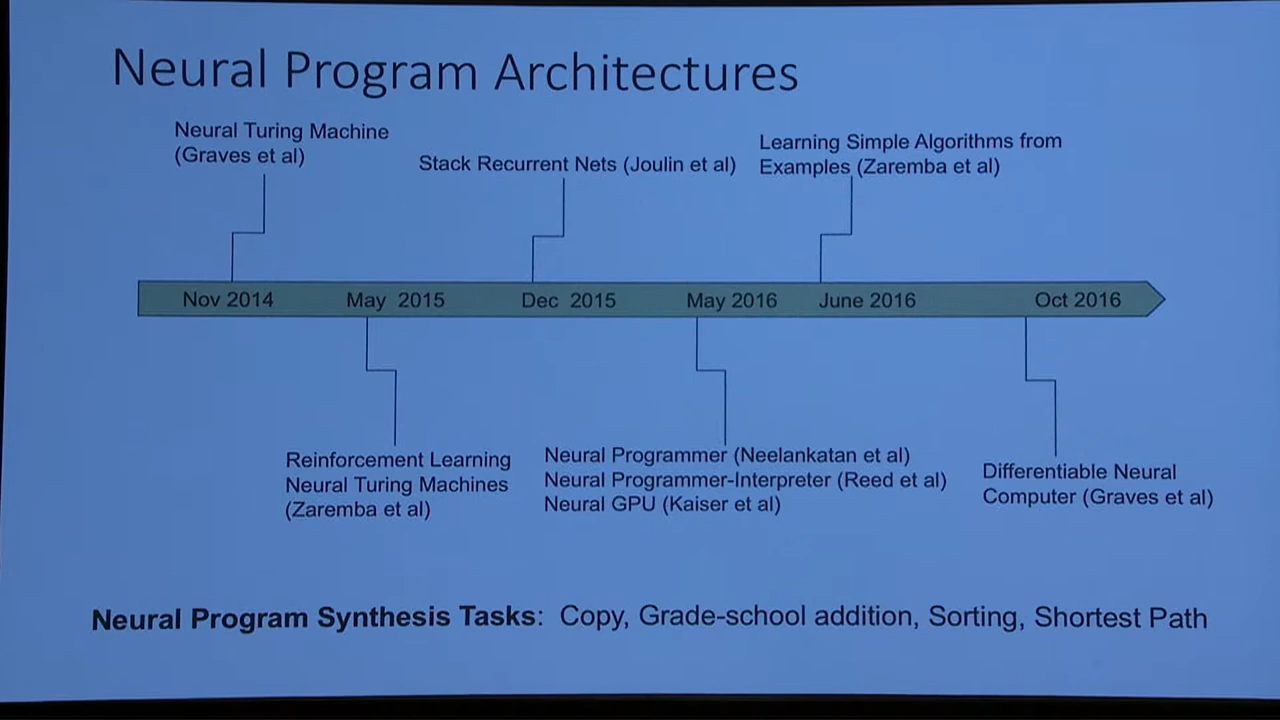 Neural Program Architectures
Neural Turing Machine
(Graves et al)
Stack Recurrent Nets (Joulin et al)
Learning Simple Algorithms from
Examples (Zaremba et al)
Nov 2014
May 2015
Dec 2015
May 2016
June 2016
Oct 2016
Reinforcement Learning
Neural Turing Machines
(Zaremba et al)
Neural Programmer (Neelankatan et al)
Neural Programmer-Interpreter (Reed et al)
Neural GPU (Kaiser et al)
Differentiable Neural
Computer (Graves et al)
Neural Program Synthesis Tasks: Copy, Grade-school addition, Sorting, Shortest Path